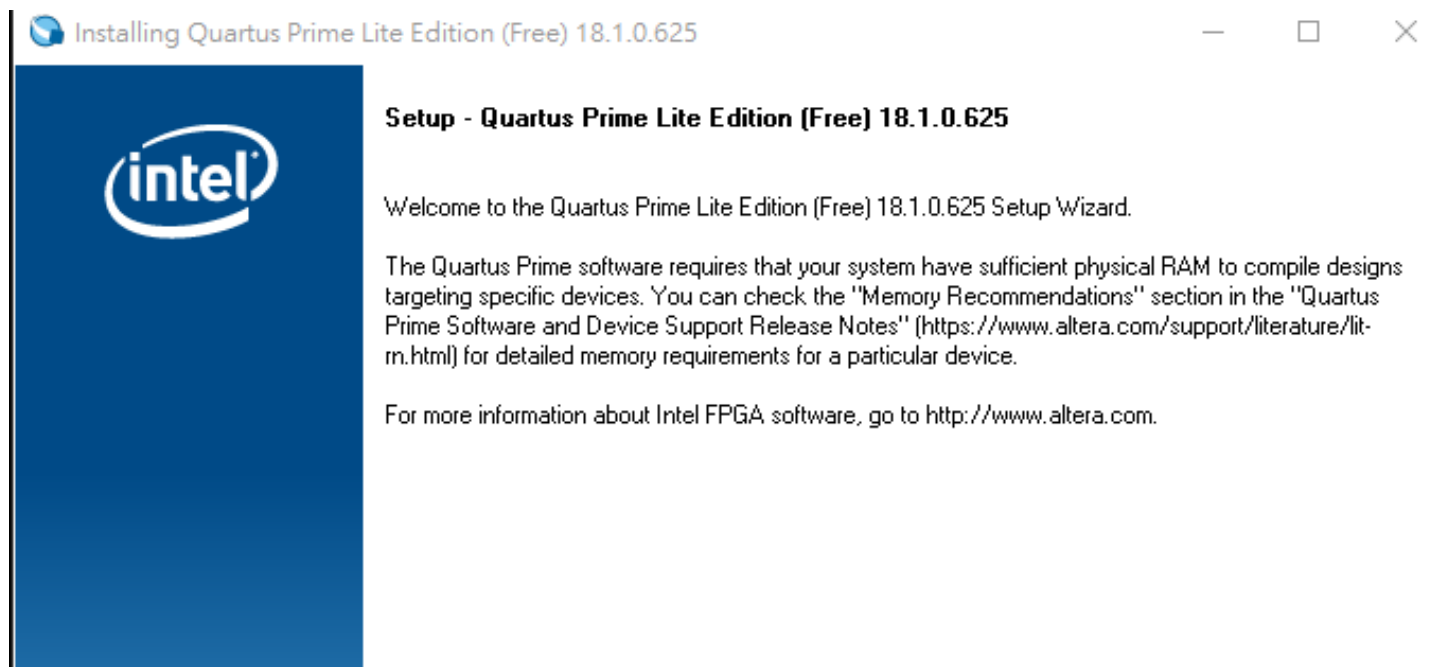 Installing Quartus Prime Lite Edition (Free) 18.1.0.625
intel
Setup - Quartus Prime Lite Edition (Free) 18.1.0.625
Welcome to the Quartus Prime Lite Edition (Free) 18.1.0.625 Setup Wizard.
The Quartus Prime software requires that your system have sufficient physical RAM to compile designs
targeting specific devices. You can check the "Memory Recommendations" section in the "Quartus
Prime Software and Device Support Release Notes" (https://www.altera.com/support/literature/lit-
rn.html) for detailed memory requirements for a particular device.
For more information about Intel FPGA software, go to http://www.altera.com.